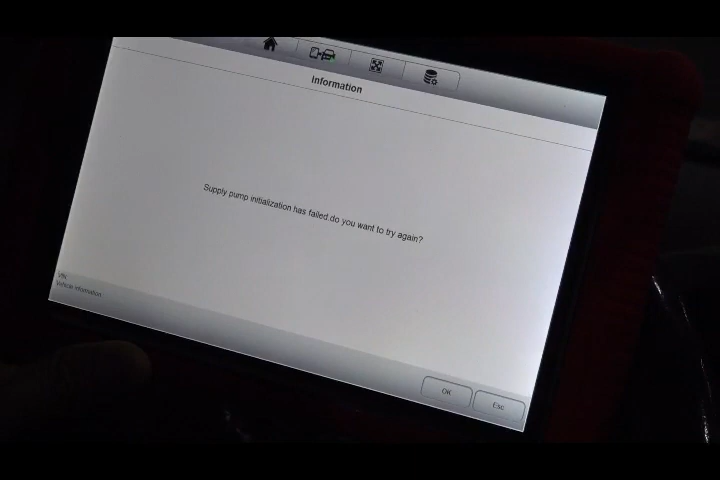 Information
Supply pump initialization has failed,do you want to try again?
VIN
Vehicle information
OK
Esc